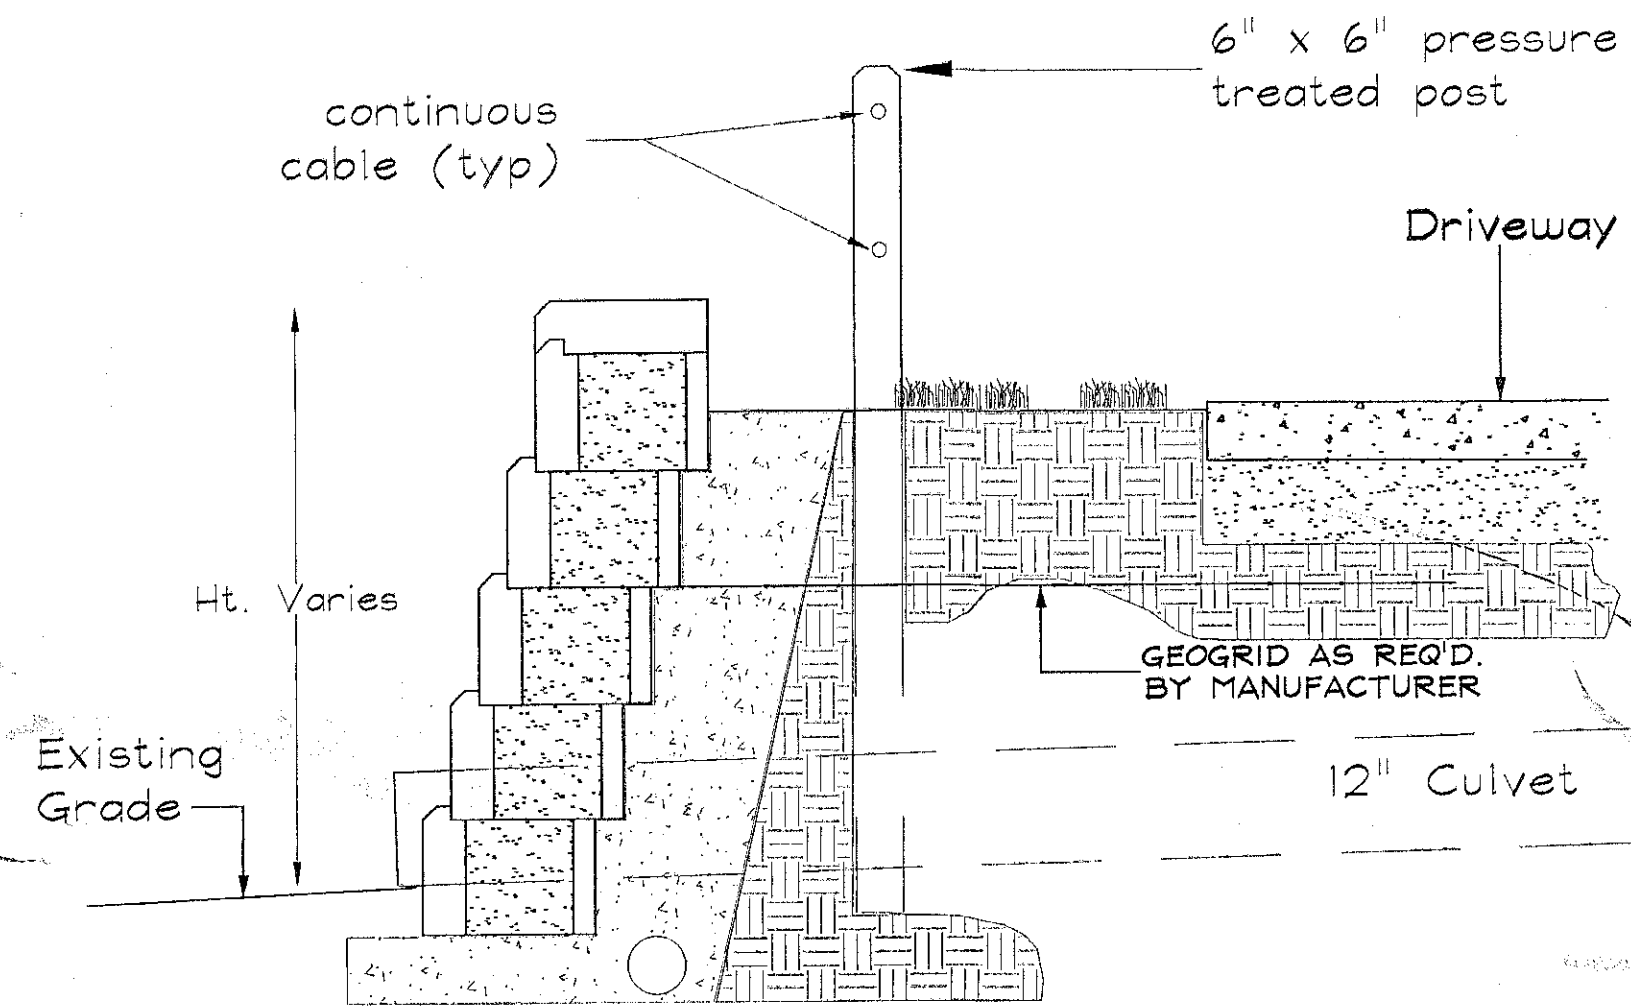 6" x 6" pressure
treated post
continuous
cable (typ)
Driveway
Ht. Varies
GEOGRID AS REQ'D.
BY MANUFACTURER
Existing
Grade
12" Culvet